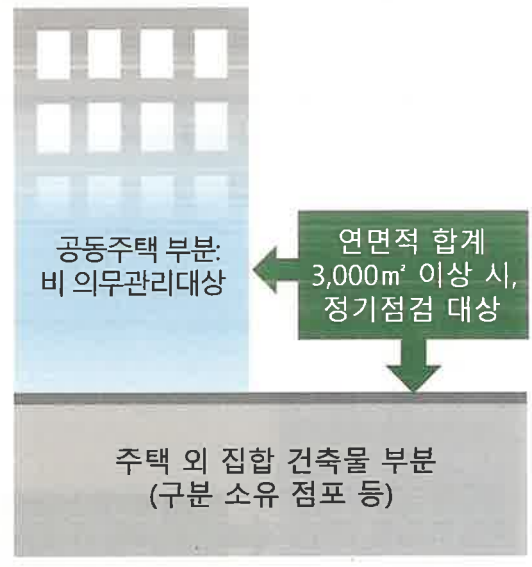 공동주택 부분:
비 의무관리대상
연면적 합계
3,000㎡ 이상 시,
정기점검 대상
주택 외 집합 건축물 부분
(구분 소유 점포 등)